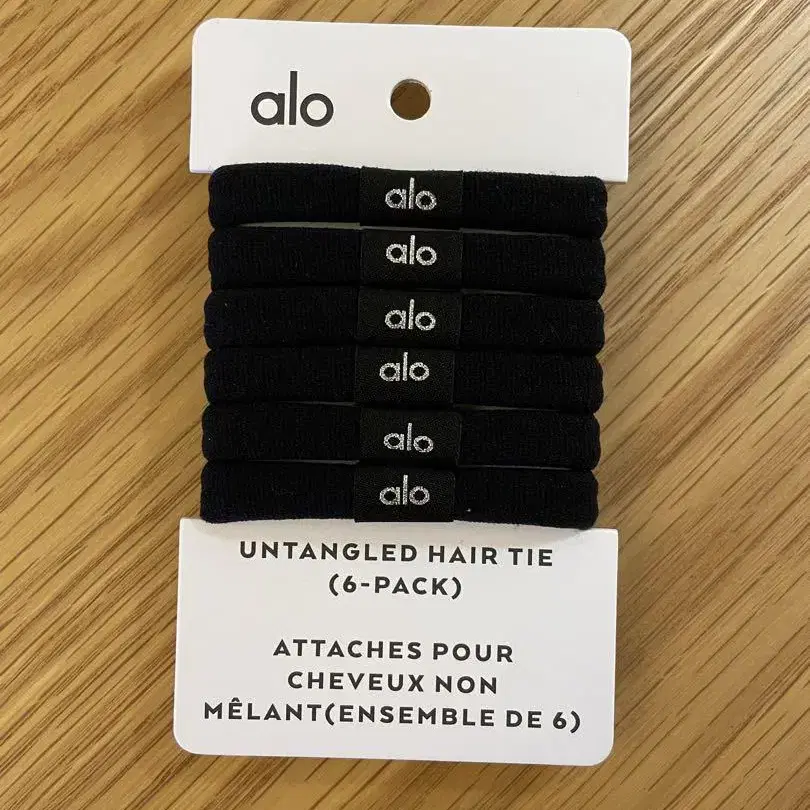 alo
alo
alo
alo
alo
alo
alo
UNTANGLED HAIR TIE
(6-PACK)
ATTACHES POUR
CHEVEUX NON
MÊLANT(ENSEMBLE DE 6)